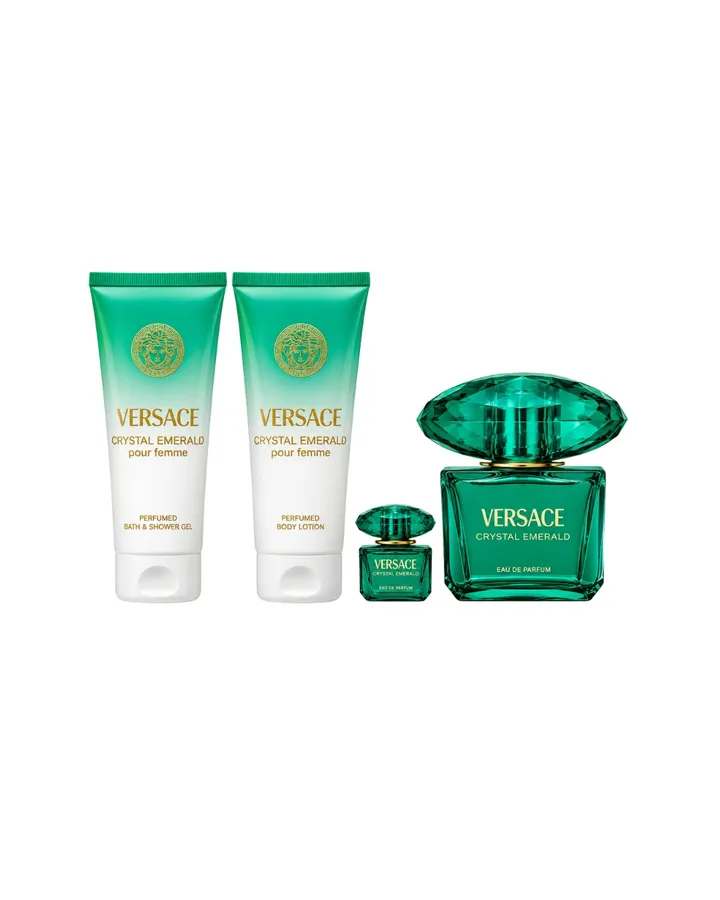 VERSACE
CRYSTAL EMERALD
pour femme
PERFUMED
BATH & SHOWER GEL
VERSACE
CRYSTAL EMERALD
pour femme
PERFUMED
BODY LOTION
VERSACE
CRYSTAL EMERALD
EAU DE PARFUM
VERSACE
CRYSTAL EMERALD
EAU DE PARFUM